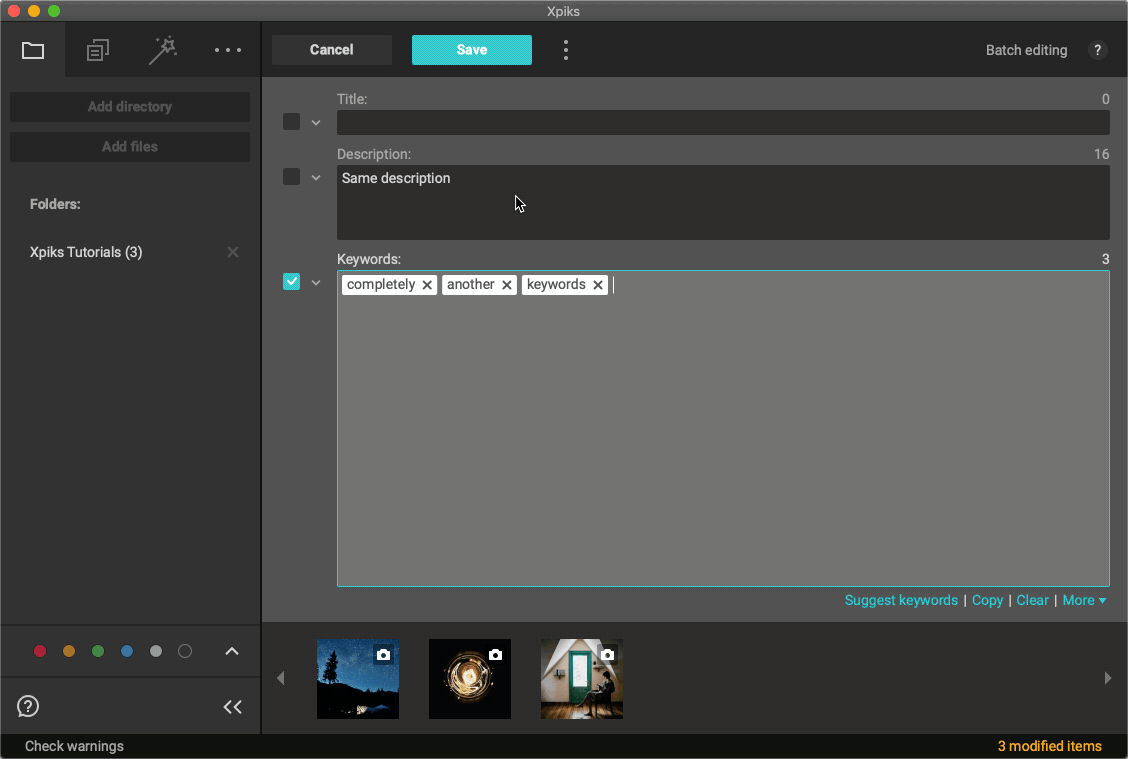 Xpiks
Cancel
Save
Batch editing
?
Add directory
Add files
Folders:
Xpiks Tutorials (3)
Title:
0
Description:
16
Same description
Keywords:
3
completely
another
keywords
Suggest keywords | Copy | Clear | More
?
Check warnings
3 modified items